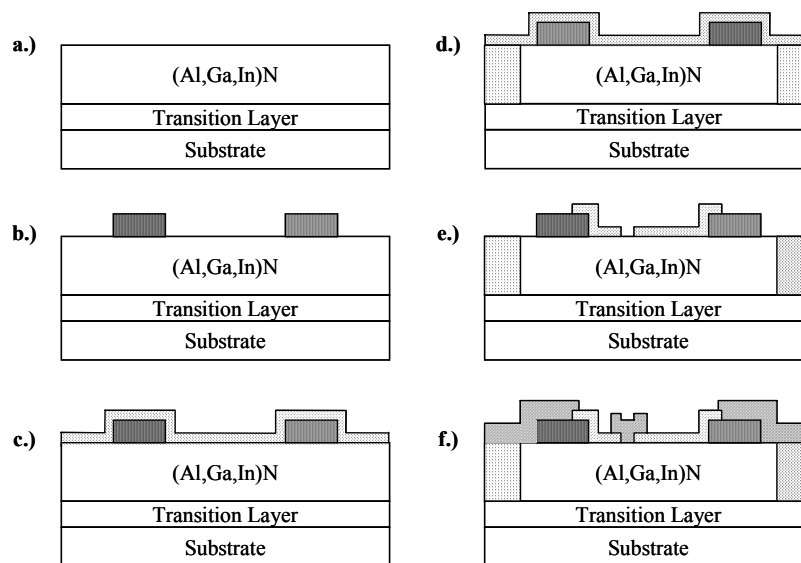 a.)
(Al,Ga,In)N
Transition Layer
Substrate
b.)
(Al,Ga,In)N
Transition Layer
Substrate
c.)
(Al,Ga,In)N
Transition Layer
Substrate
d.)
(Al,Ga,In)N
Transition Layer
Substrate
e.)
(Al,Ga,In)N
Transition Layer
Substrate
f.)
(Al,Ga,In)N
Transition Layer
Substrate